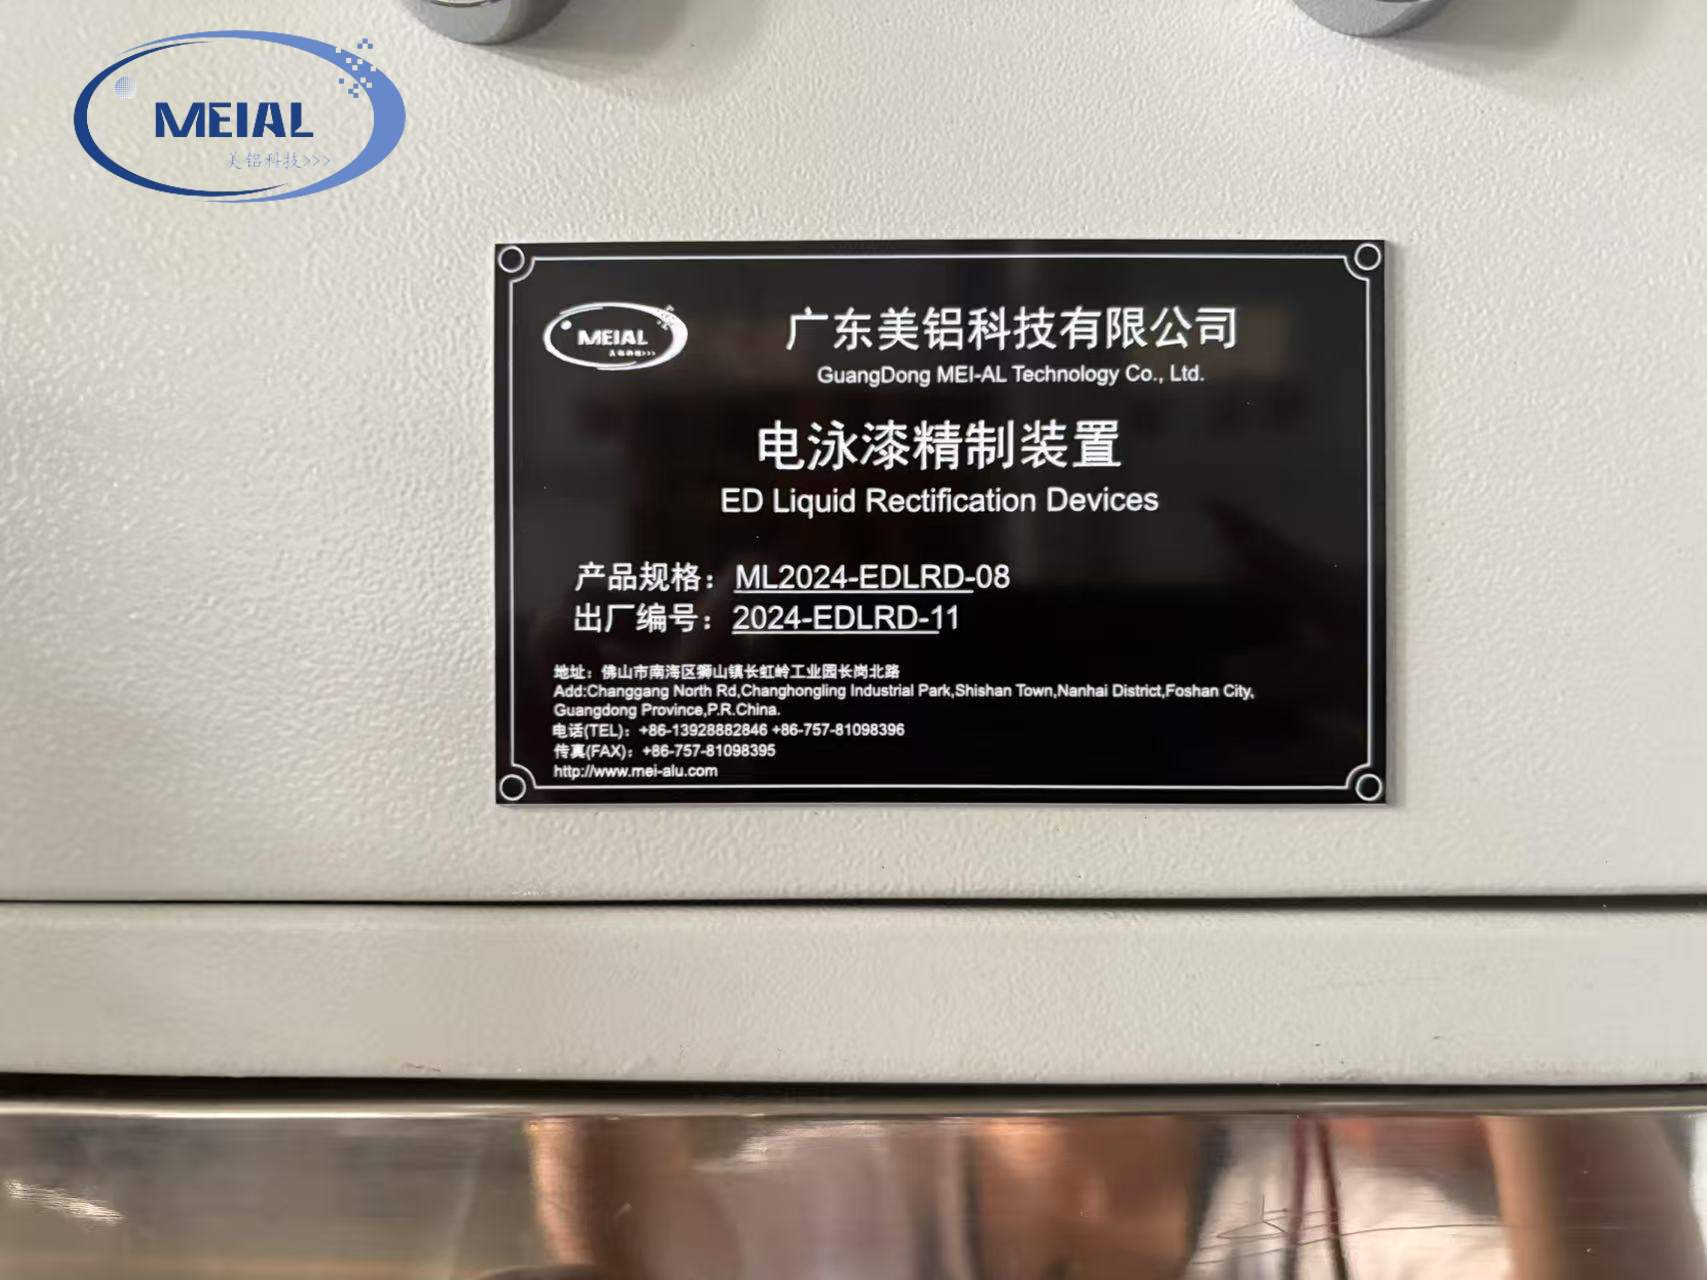 MEIAL
美铝科技>>>
MEIAL
美铝科技>>>
广东美铝科技有限公司
GuangDong MEI-AL Technology Co., Ltd.
电泳漆精制装置
ED Liquid Rectification Devices
产品规格：ML2024-EDLRD-08
出厂编号：2024-EDLRD-11
地址：佛山市南海区狮山镇长虹岭工业园长岗北路
Add:Changgang North Rd,Changhongling Industrial Park,Shishan Town,Nanhai District,Foshan City,
Guangdong Province,P.R.China.
电话(TEL)：+86-13928882846 +86-757-81098396
传真(FAX)：+86-757-81098395
http://www.mei-alu.com